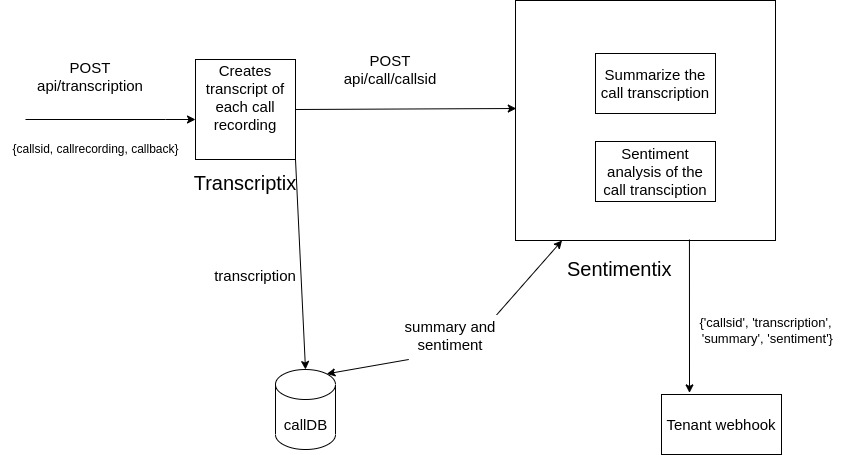 POST
api/transcription
{callsid, callrecording, callback}
Creates
transcript of
each call
recording
Transcriptix
POST
api/call/callsid
Summarize the
call transcription
Sentiment
analysis of the
call transciption
Sentimentix
transcription
summary and
sentiment
callDB
{'callsid', 'transcription',
'summary', 'sentiment'}
Tenant webhook